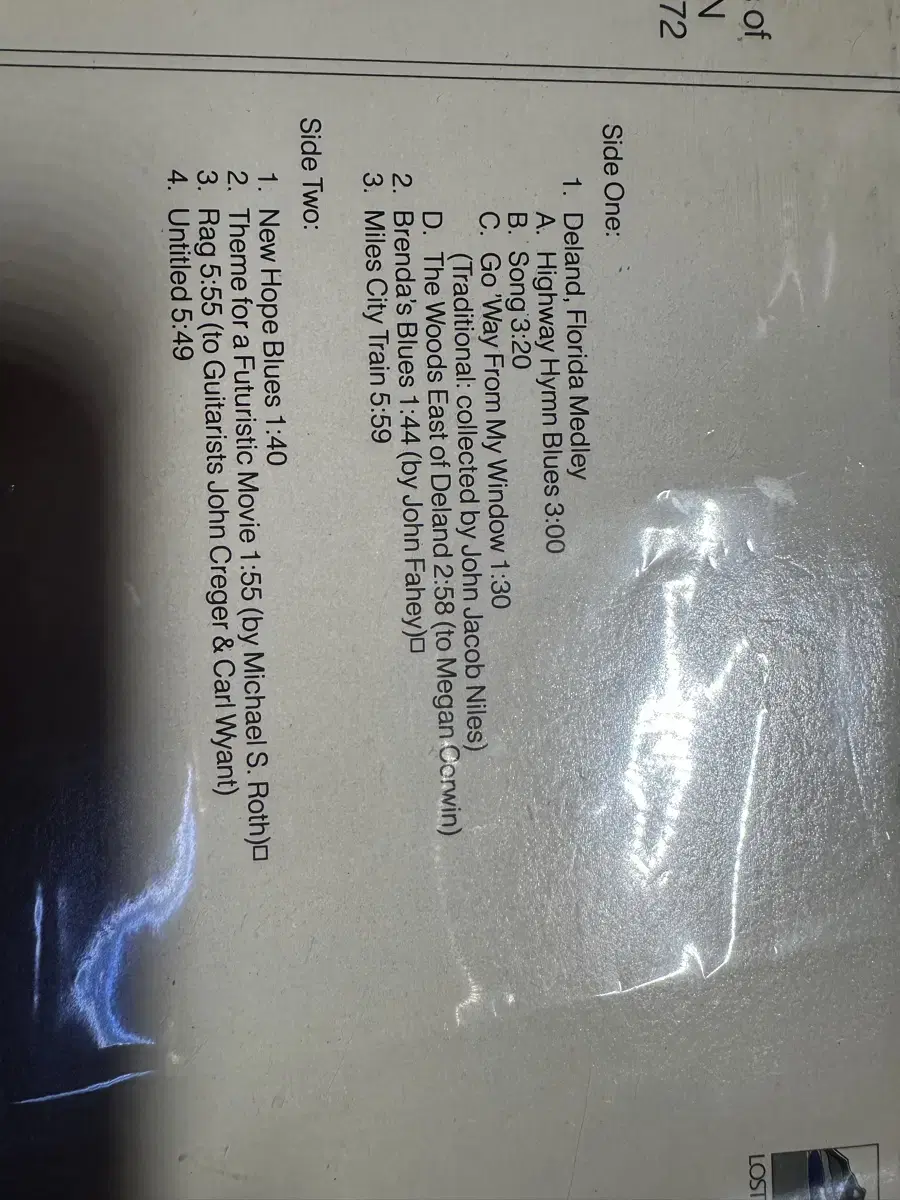 of
N
72
Side One:
1. Deland, Florida Medley
A. Highway Hymn Blues 3:00
B. Song 3:20
C. Go 'Way From My Window 1:30
(Traditional: collected by John Jacob Niles)
D. The Woods East of Deland 2:58 (to Megan Corwin)
2. Brenda's Blues 1:44 (by John Fahey)□
3. Miles City Train 5:59
Side Two:
1. New Hope Blues 1:40
2. Theme for a Futuristic Movie 1:55 (by Michael S. Roth)□
3. Rag 5:55 (to Guitarists John Creger & Carl Wyant)
4. Untitled 5:49
LOST